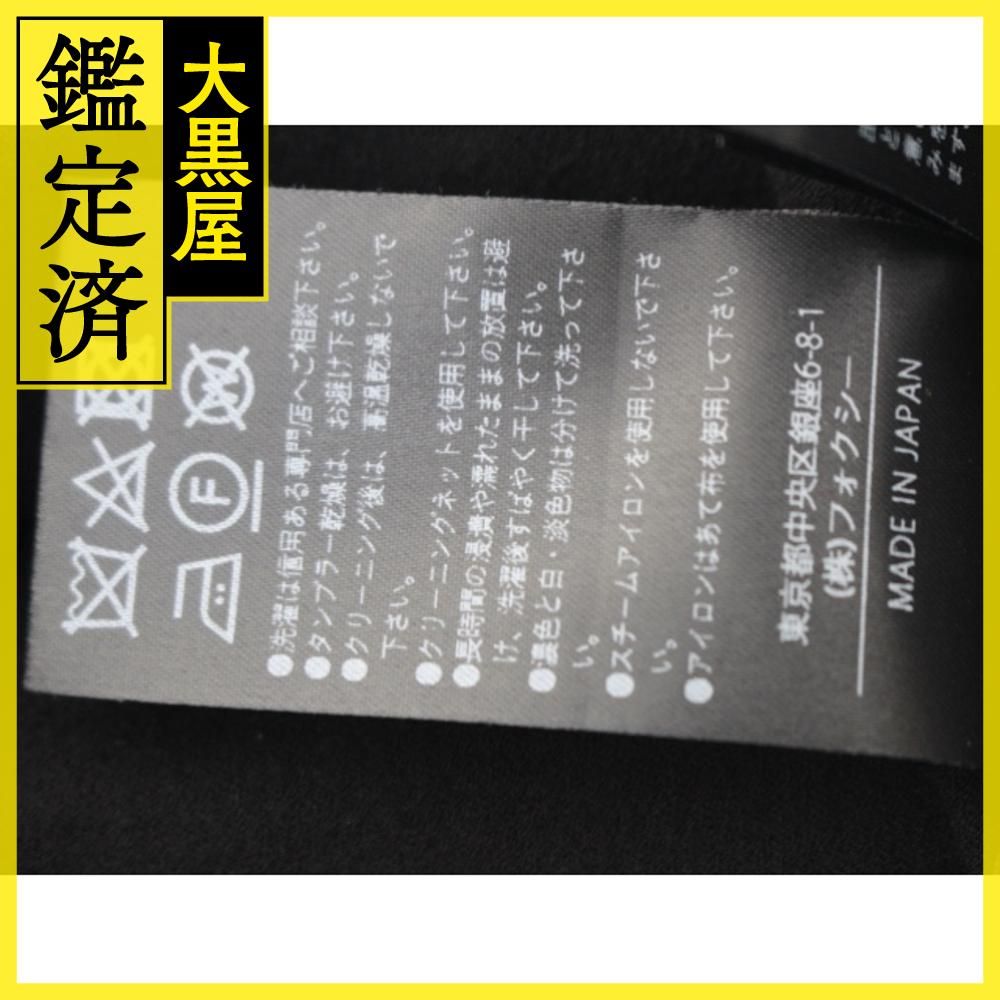 鑑定済
大黒屋
W
F
●洗濯は信用ある専門店へご相談下さい。
●タンブラー乾燥は、お避け下さい。
●クリーニング後は、高温乾燥しないで
下さい。
●クリーニングネットを使用して下さい。
●長時間の浸漬や濡れたままの放置は避
け、洗濯後すばやく干して下さい。
●濃色と白・淡色物は分けて洗って下さ
い。
●スチームアイロンを使用しないで下さ
い。
●アイロンはあて布を使用して下さい。
東京都中央区銀座6-8-1
(株)フォクシー
MADE IN JAPAN